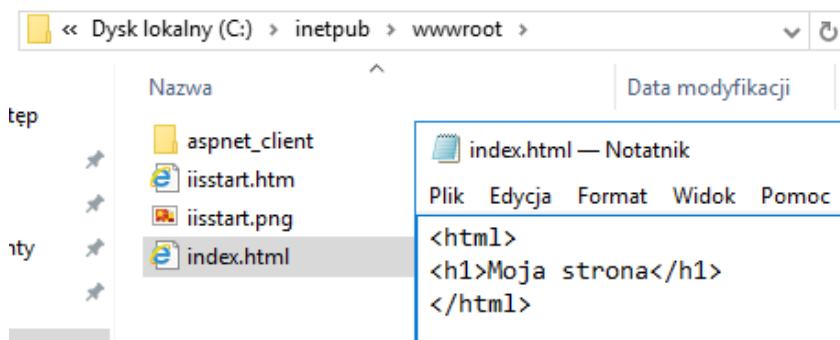 « Dysk lokalny (C:) > inetpub > wwwroot >
Nazwa
Data modyfikacji
tęp
aspnet_client
iisstart.htm
iisstart.png
nty
index.html
index.html — Notatnik
Plik Edycja Format Widok Pomoc
<html>
<h1>Moja strona</h1>
</html>